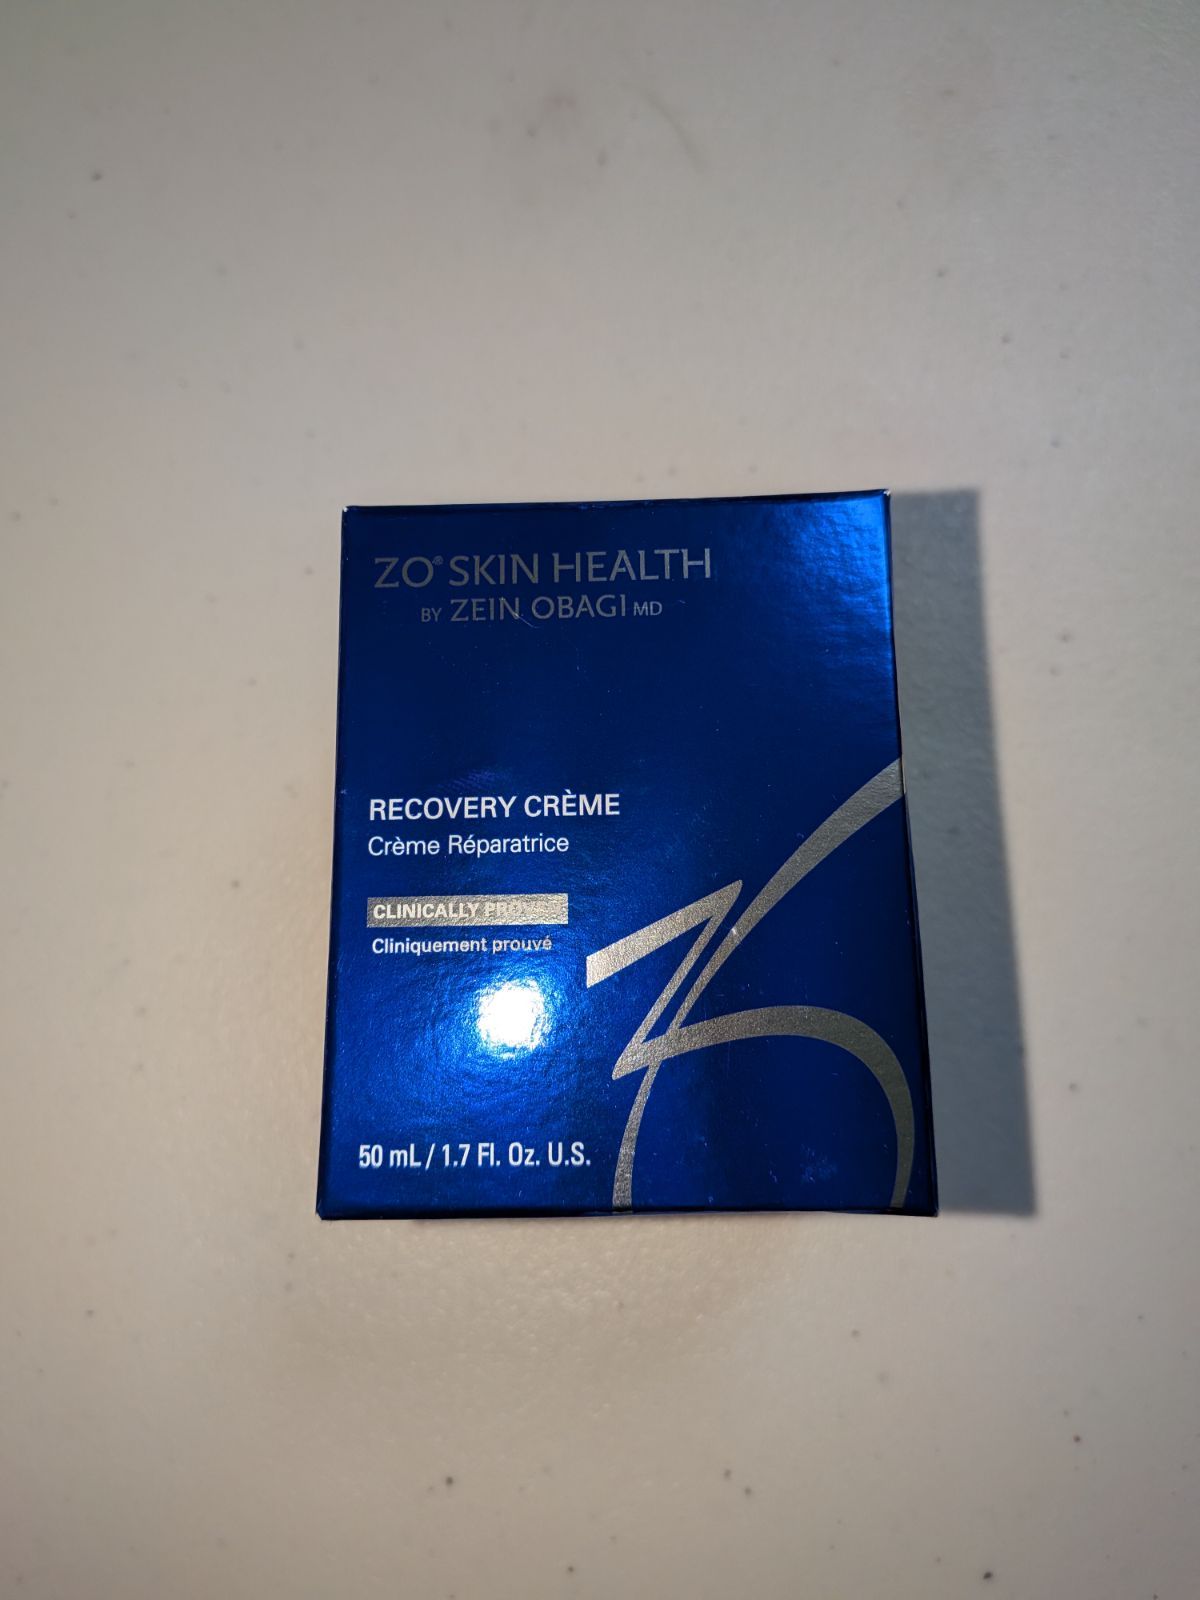 ZO® SKIN HEALTH
BY ZEIN OBAGI MD
RECOVERY CRÈME
Crème Réparatrice
CLINICALLY PROVEN
Cliniquement prouvé
50 mL / 1.7 Fl. Oz. U.S.